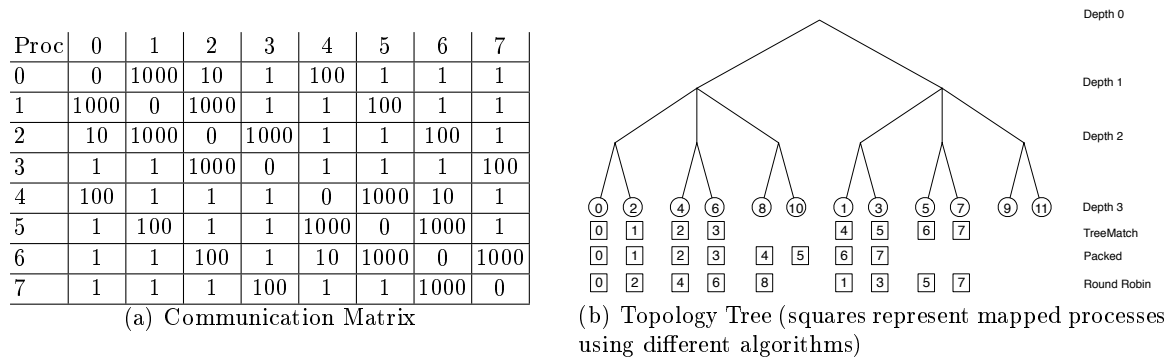 Proc 0 1 2 3 4 5 6 7
0 0 1000 10 1 100 1 1 1
1 1000 0 1000 1 1 100 1 1
2 10 1000 0 1000 1 1 100 1
3 1 1 1000 0 1 1 1 100
4 100 1 1 1 0 1000 10 1
5 1 100 1 1 1000 0 1000 1
6 1 1 100 1 10 1000 0 1000
7 1 1 1 100 1 1 1000 0
(a) Communication Matrix
Depth 0
Depth 1
Depth 2
0 2 4 6 8 10 1 3 5 7 9 11 Depth 3
0 1 2 3 4 5 6 7 TreeMatch
0 1 2 3 4 5 6 7 Packed
0 2 4 6 8 1 3 5 7 Round Robin
(b) Topology Tree (squares represent mapped processes
using different algorithms)